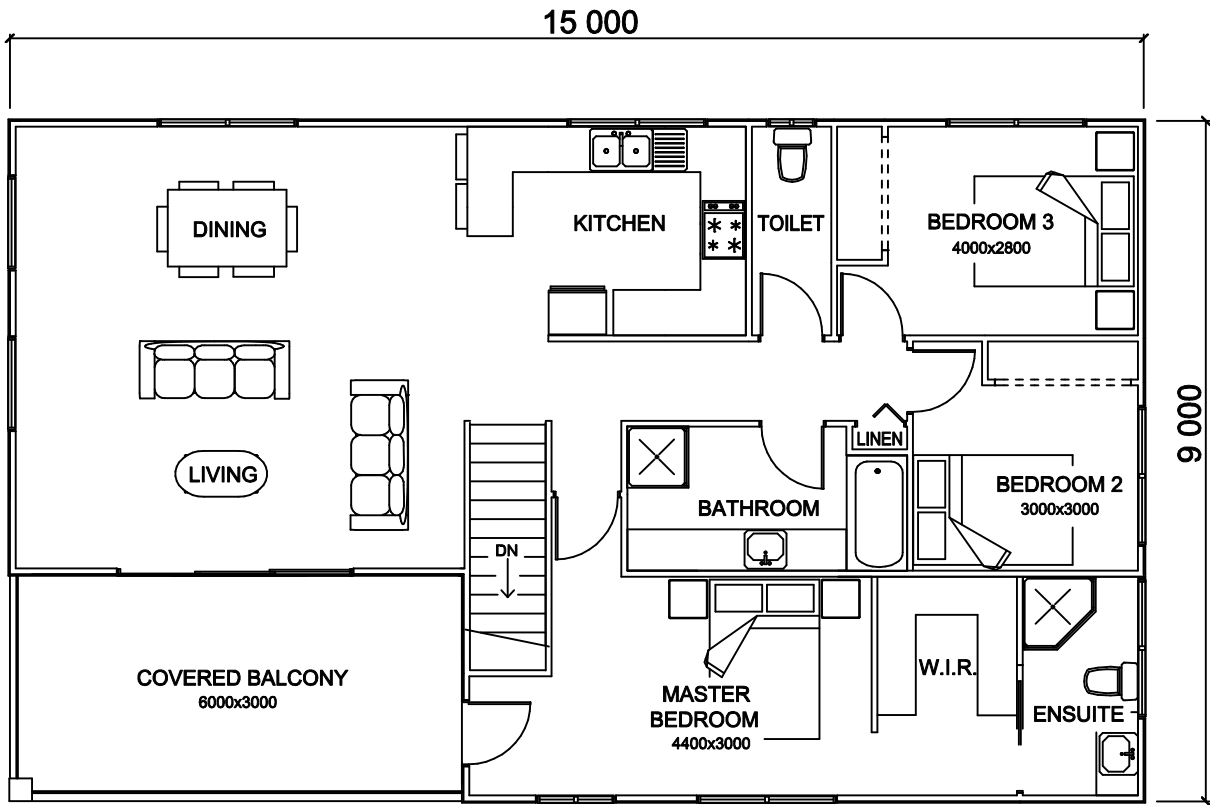 15 000
9 000
DINING
KITCHEN
TOILET
BEDROOM 3
4000x2800
LIVING
LINEN
BATHROOM
BEDROOM 2
3000x3000
DN
COVERED BALCONY
6000x3000
MASTER
BEDROOM
4400x3000
W.I.R.
ENSUITE